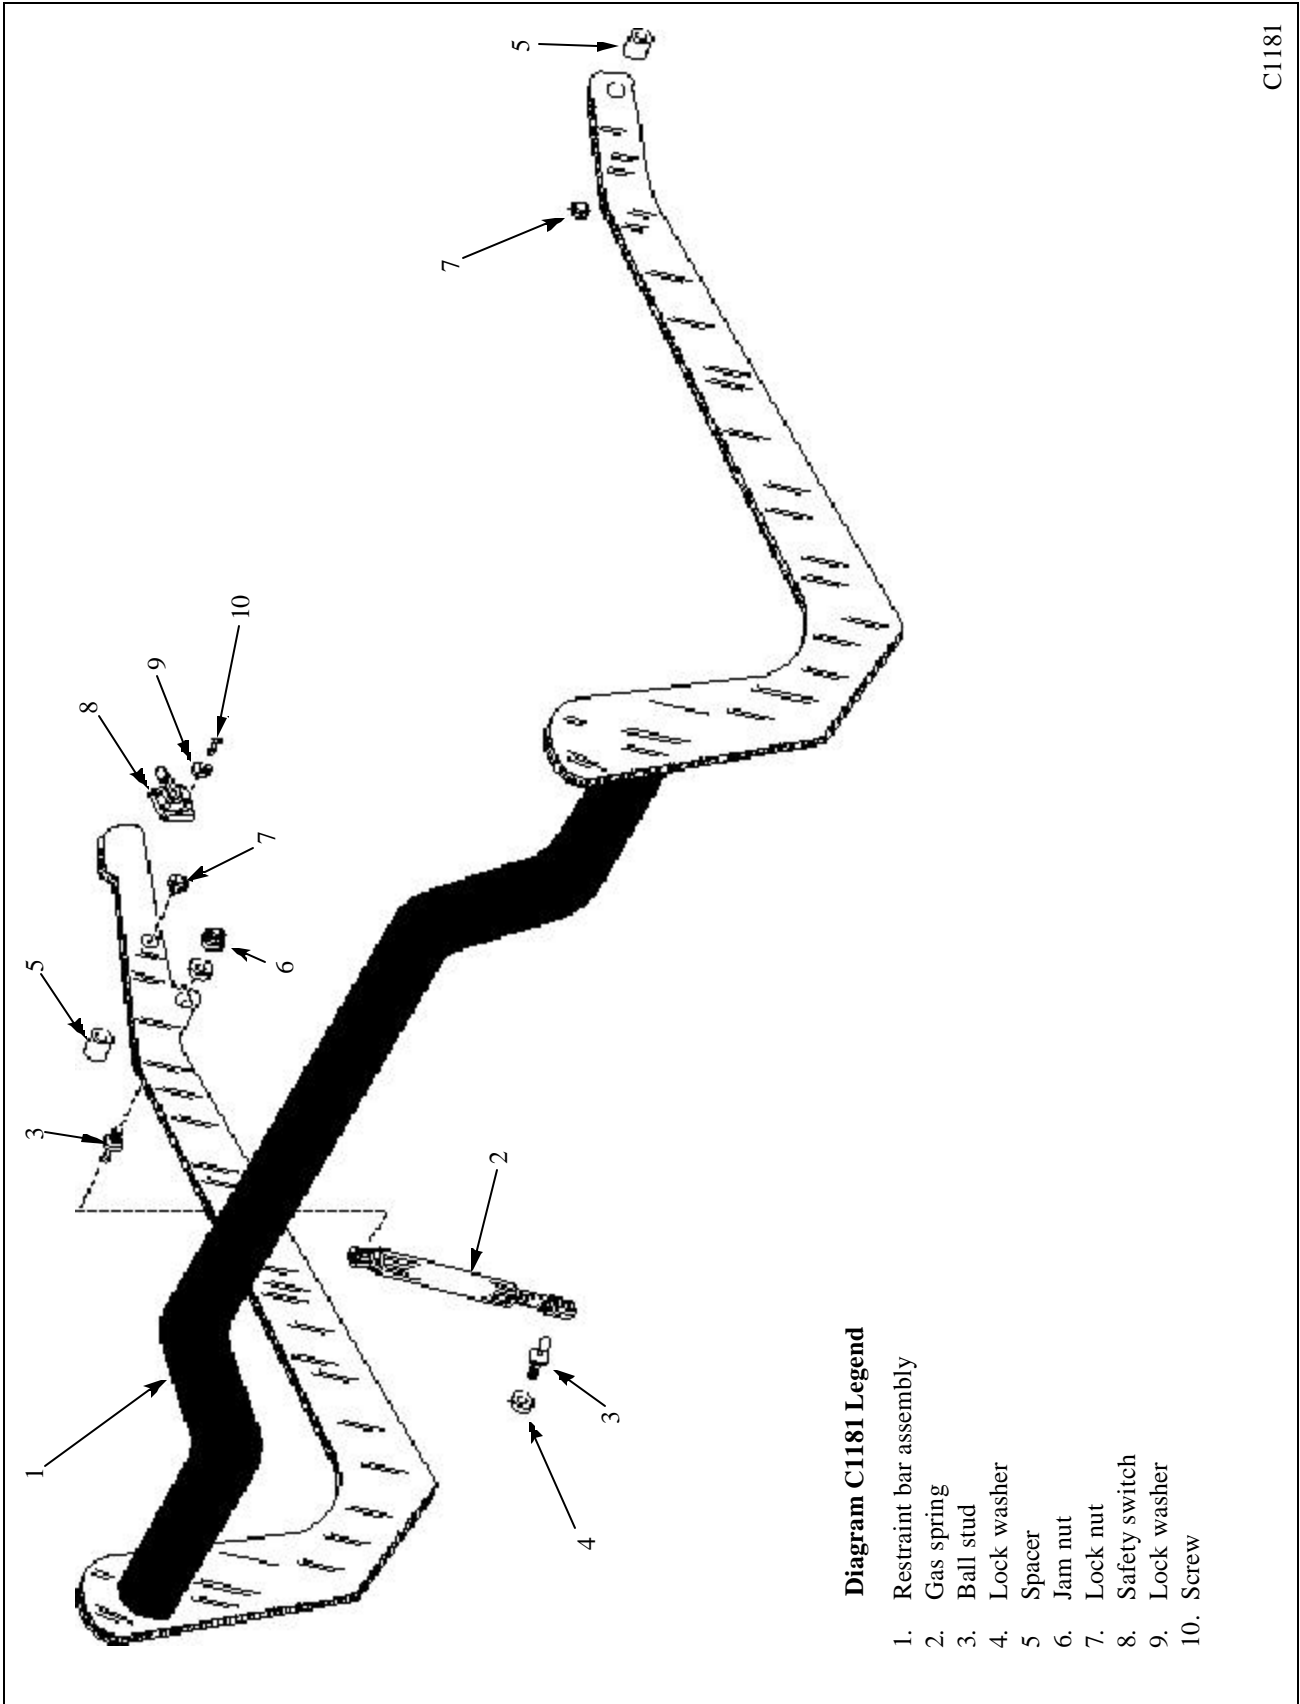 1
3
5
8
9
10
7
6
7
2
5
4
3
Diagram C1181 Legend
1. Restraint bar assembly
2. Gas spring
3. Ball stud
4. Lock washer
5 Spacer
6. Jam nut
7. Lock nut
8. Safety switch
9. Lock washer
10. Screw
C1181